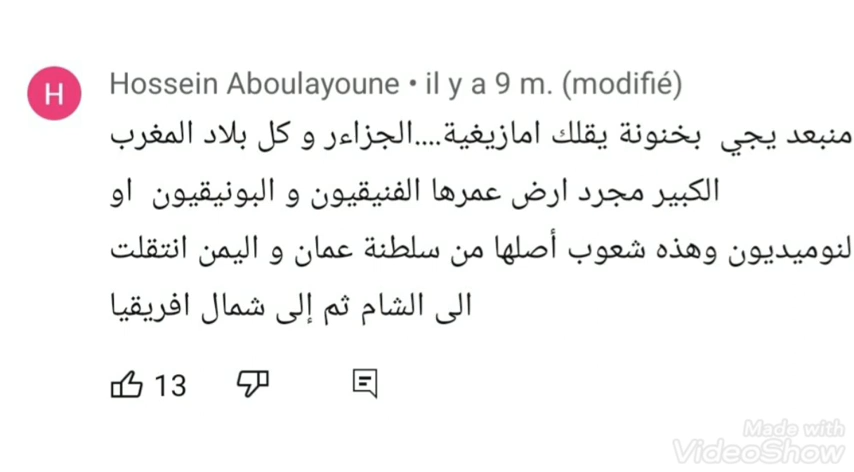 H
Hossein Aboulayoune • il y a 9 m. (modifié)
منبعد يجي بخنونة يقلك امازيغية....الجزاءر و كل بلاد المغرب
الكبير مجرد ارض عمرها الفنيقيون و البونيقيون او
لنوميديون وهذه شعوب أصلها من سلطنة عمان و اليمن انتقلت
الى الشام ثم إلى شمال افريقيا
13
Made with
VideoShow